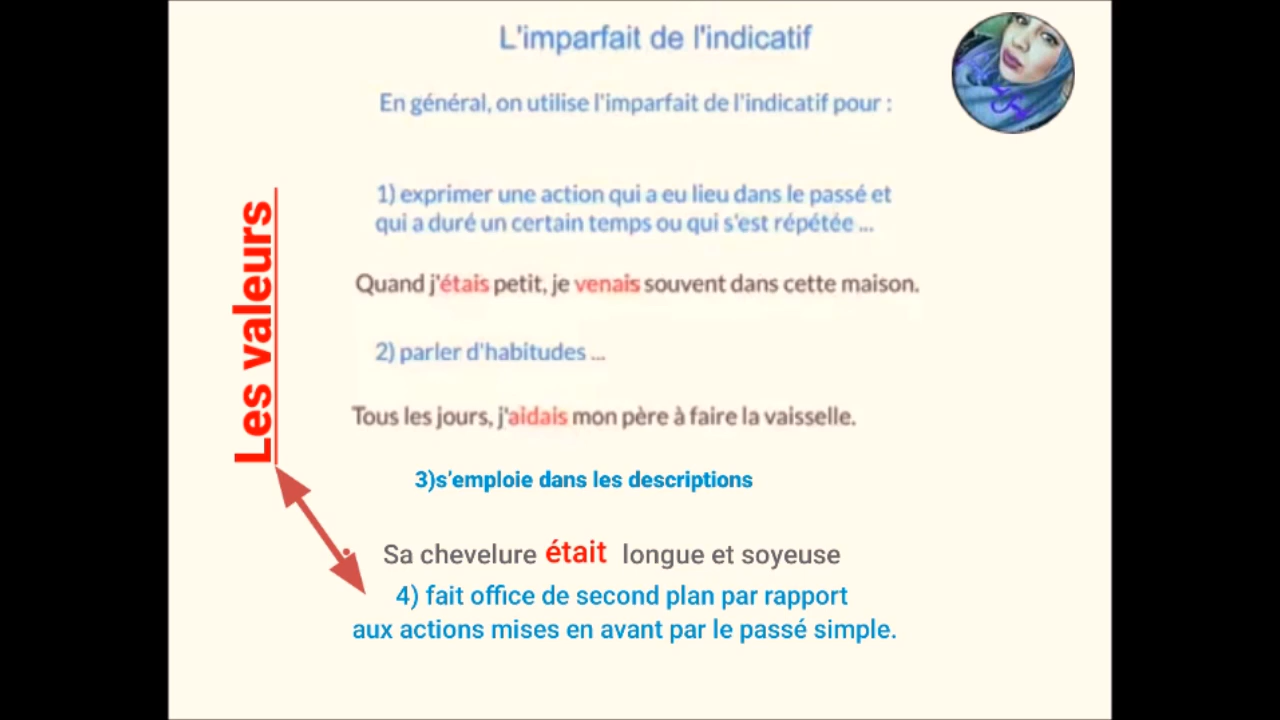 L'imparfait de l'indicatif
En général, on utilise l'imparfait de l'indicatif pour :
Les valeurs
1) exprimer une action qui a eu lieu dans le passé et
qui a duré un certain temps ou qui s'est répétée ...
Quand j'étais petit, je venais souvent dans cette maison.
2) parler d'habitudes ...
Tous les jours, j'aidais mon père à faire la vaisselle.
3)s'emploie dans les descriptions
Sa chevelure était longue et soyeuse
4) fait office de second plan par rapport
aux actions mises en avant par le passé simple.